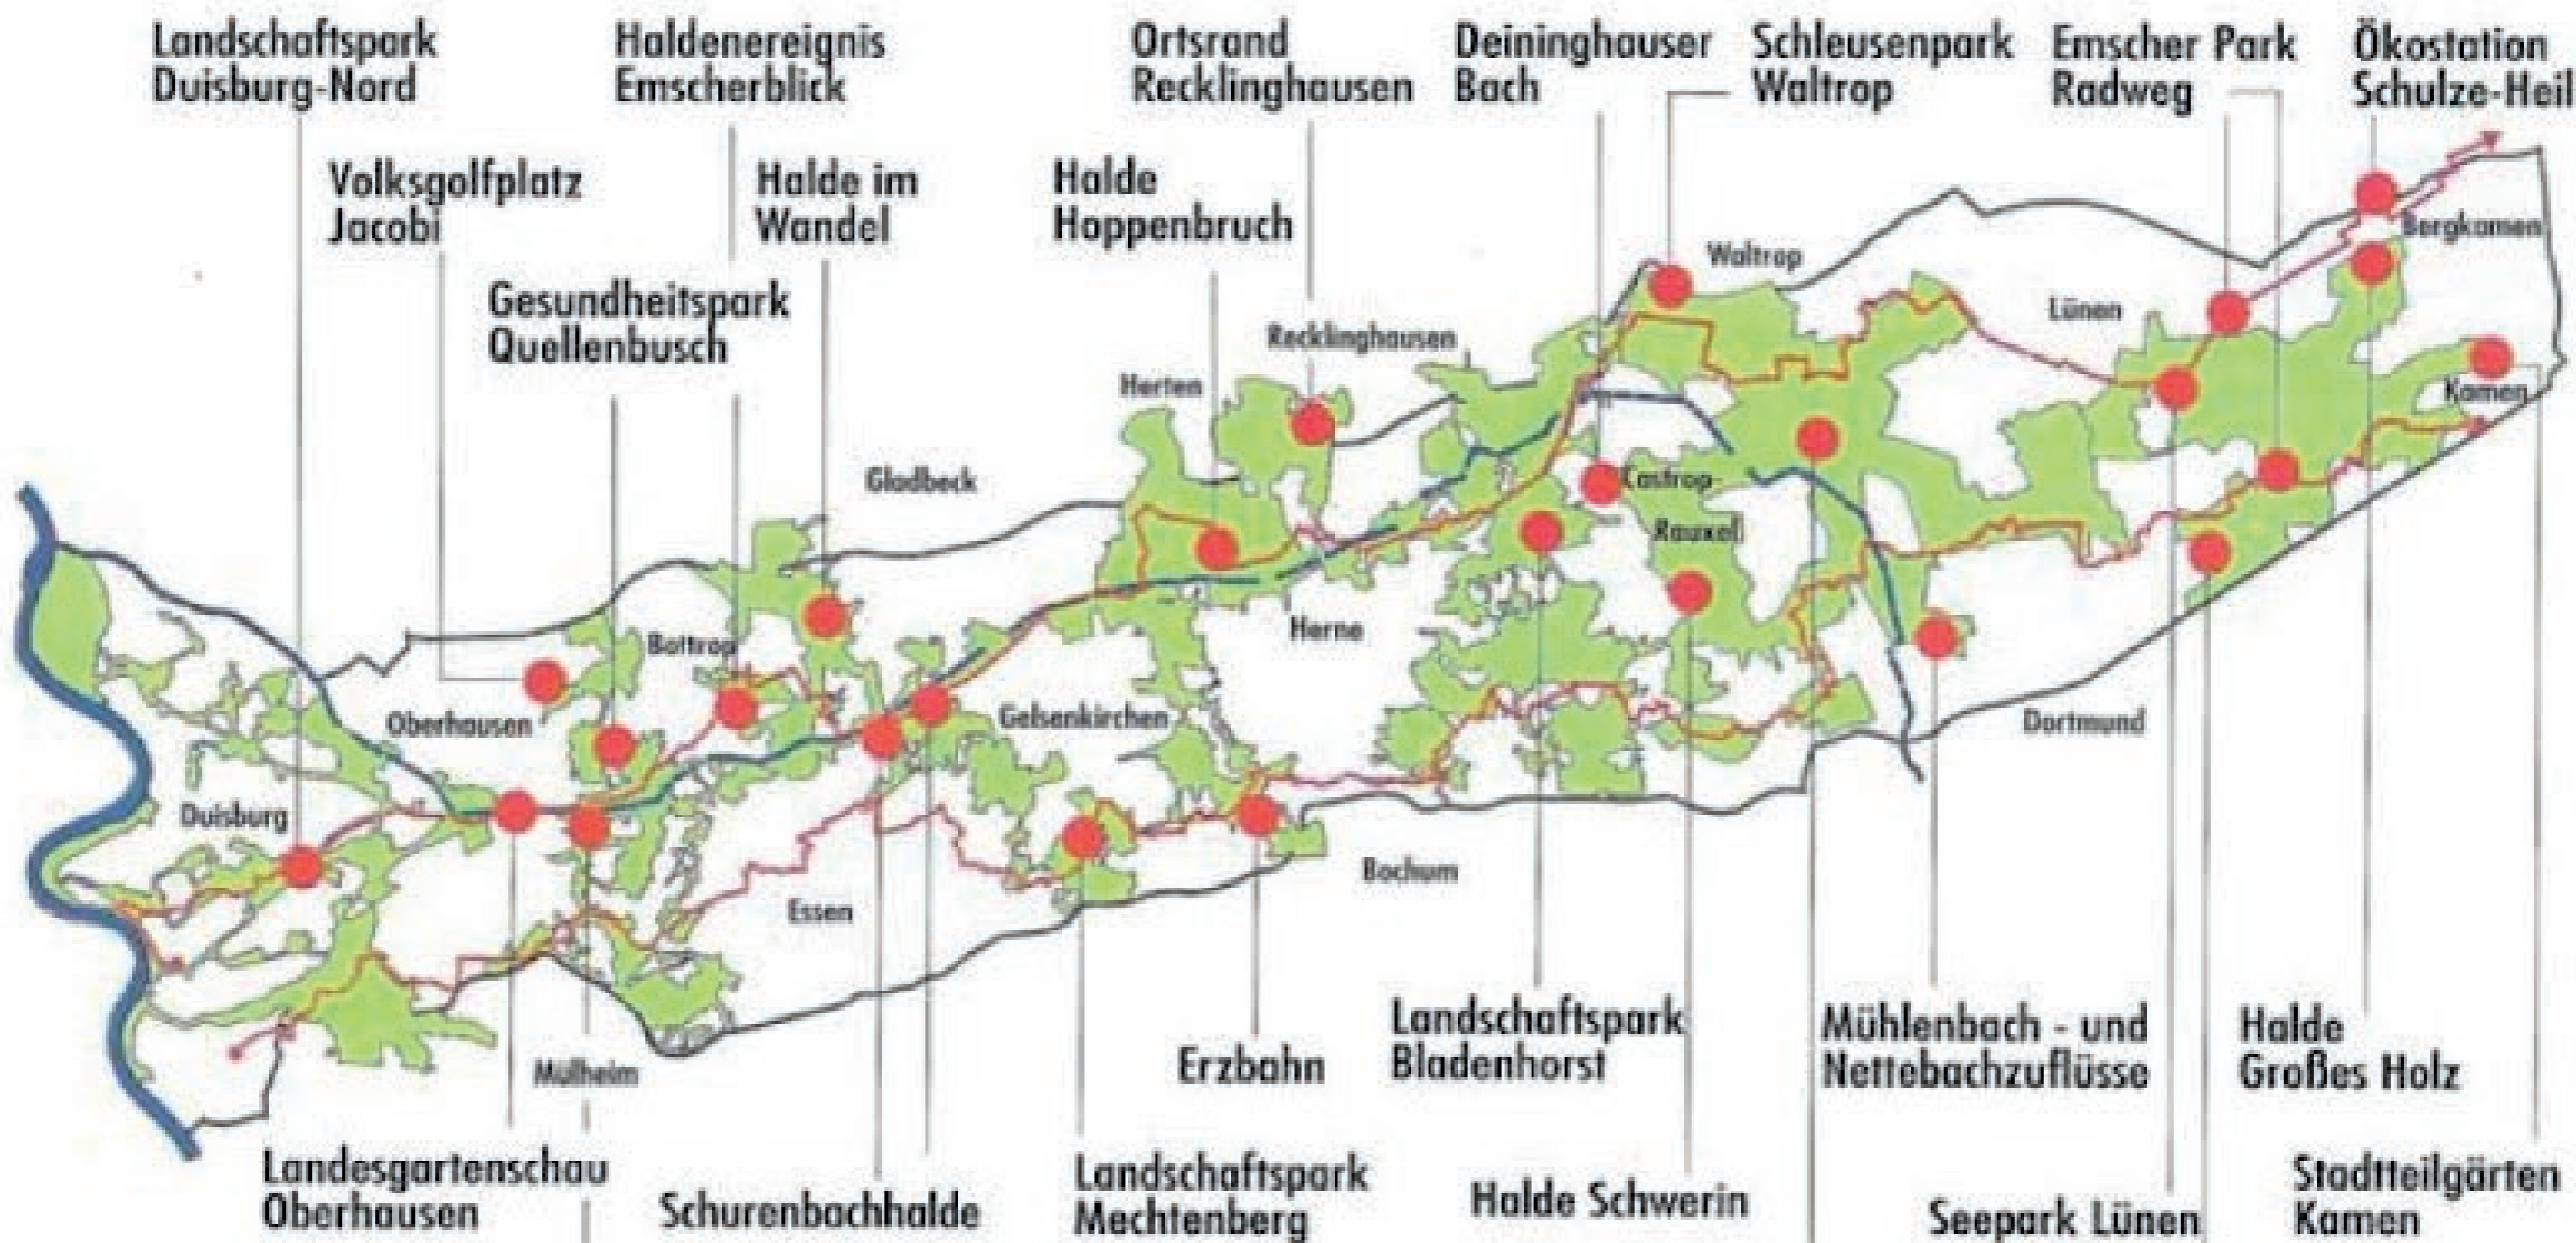 Landschaftspark
Duisburg-Nord
Haldenereignis
Emscherblick
Ortsrand
Recklinghausen
Deininghauser
Bach
Schleusenpark
Waltrop
Emscher Park
Radweg
Ökostation
Schulze-Heil
Volksgolfplatz
Jacobi
Halde im
Wandel
Halde
Hoppenbruch
Gesundheitspark
Quellenbusch
Bergkamen
Waltrop
Lünen
Recklinghausen
Herten
Kamen
Gladbeck
Castrop-
Rauxel
Herne
Bottrop
Oberhausen
Gelsenkirchen
Dortmund
Duisburg
Bochum
Essen
Mülheim
Erzbahn
Landschaftspark
Bladenhorst
Mühlenbach - und
Nettebachzuflüsse
Halde
Großes Holz
Landesgartenschau
Oberhausen
Schurenbachhalde
Landschaftspark
Mechtenberg
Halde Schwerin
Seepark Lünen
Stadtteilgärten
Kamen